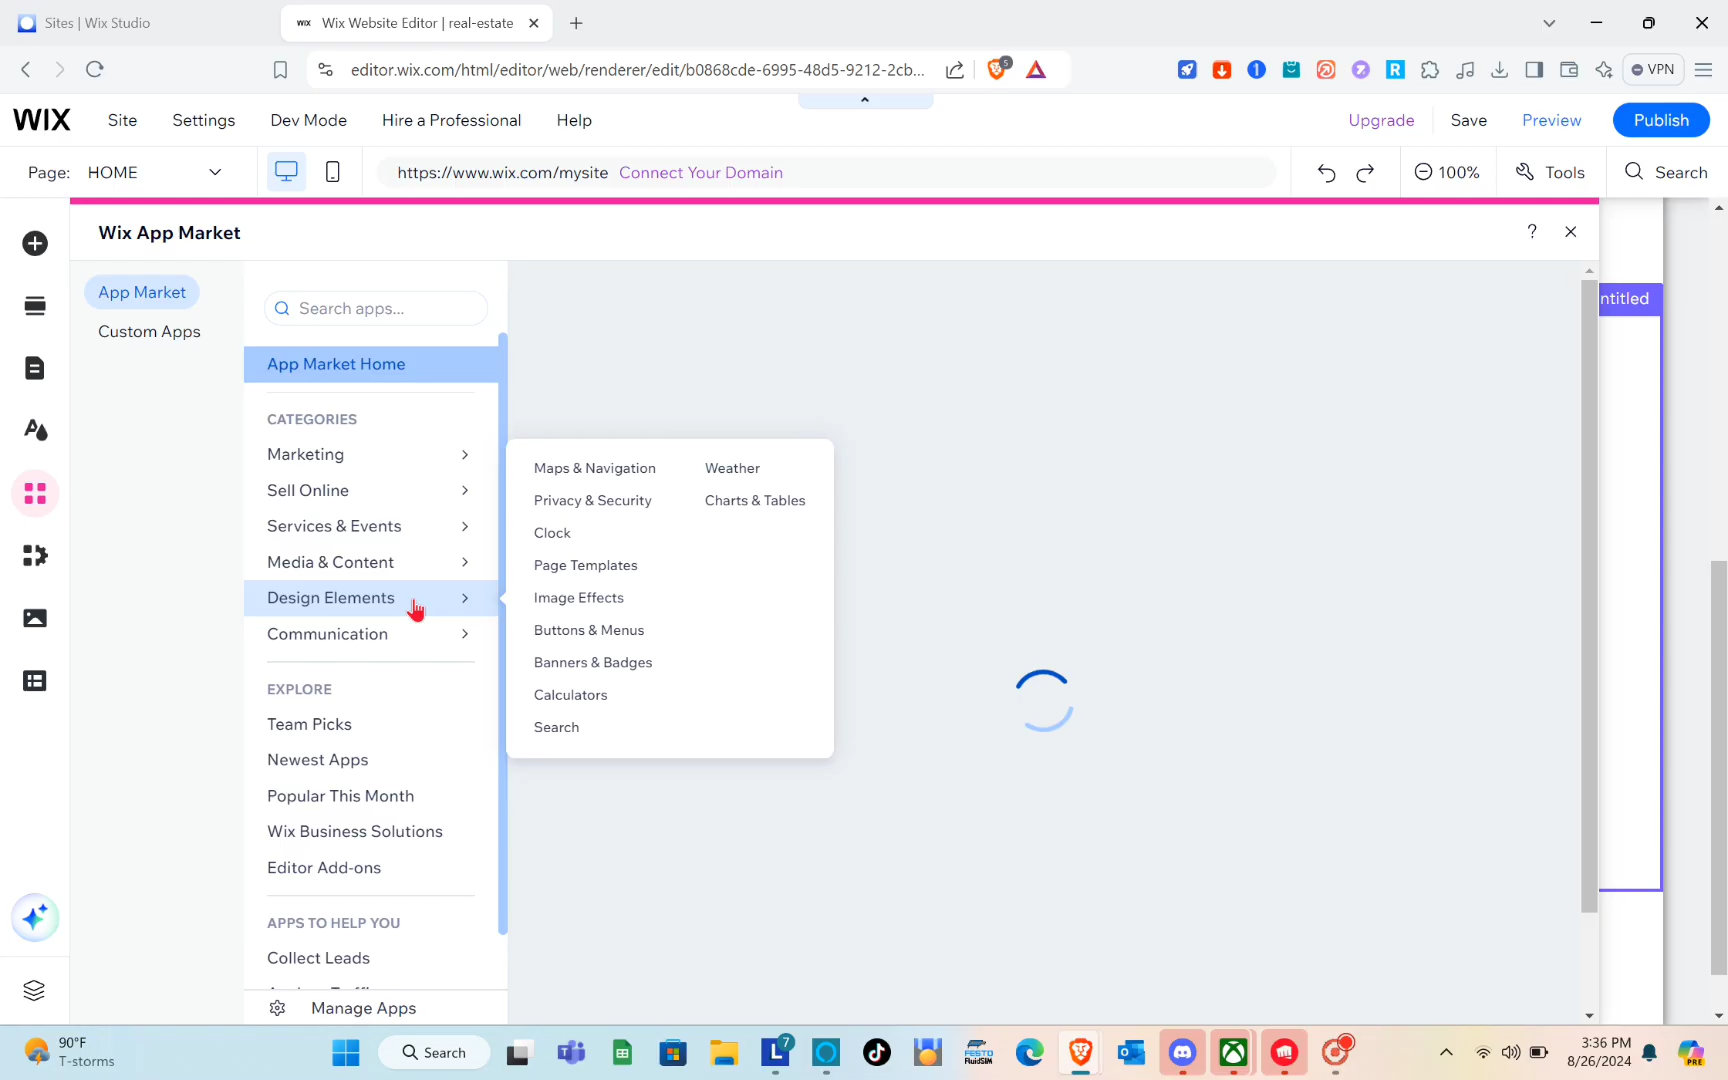 Sites | Wix Studio
WIX Wix Website Editor | real-estate
editor.wix.com/html/editor/web/renderer/edit/b0868cde-6995-48d5-9212-2cb...
5
VPN
WIX Site Settings Dev Mode Hire a Professional Help Upgrade Save Preview Publish
Page: HOME https://www.wix.com/mysite Connect Your Domain 100% Tools Search
Wix App Market ?
ntitled
App Market
Custom Apps
Search apps...
App Market Home
CATEGORIES
Marketing
Sell Online
Services & Events
Media & Content
Design Elements
Communication
Maps & Navigation Weather
Privacy & Security Charts & Tables
Clock
Page Templates
Image Effects
Buttons & Menus
Banners & Badges
Calculators
Search
EXPLORE
Team Picks
Newest Apps
Popular This Month
Wix Business Solutions
Editor Add-ons
APPS TO HELP YOU
Collect Leads
Manage Apps
90°F
T-storms
Search
L
7
FESTO
FluidSIM
3:36 PM
8/26/2024
PRE